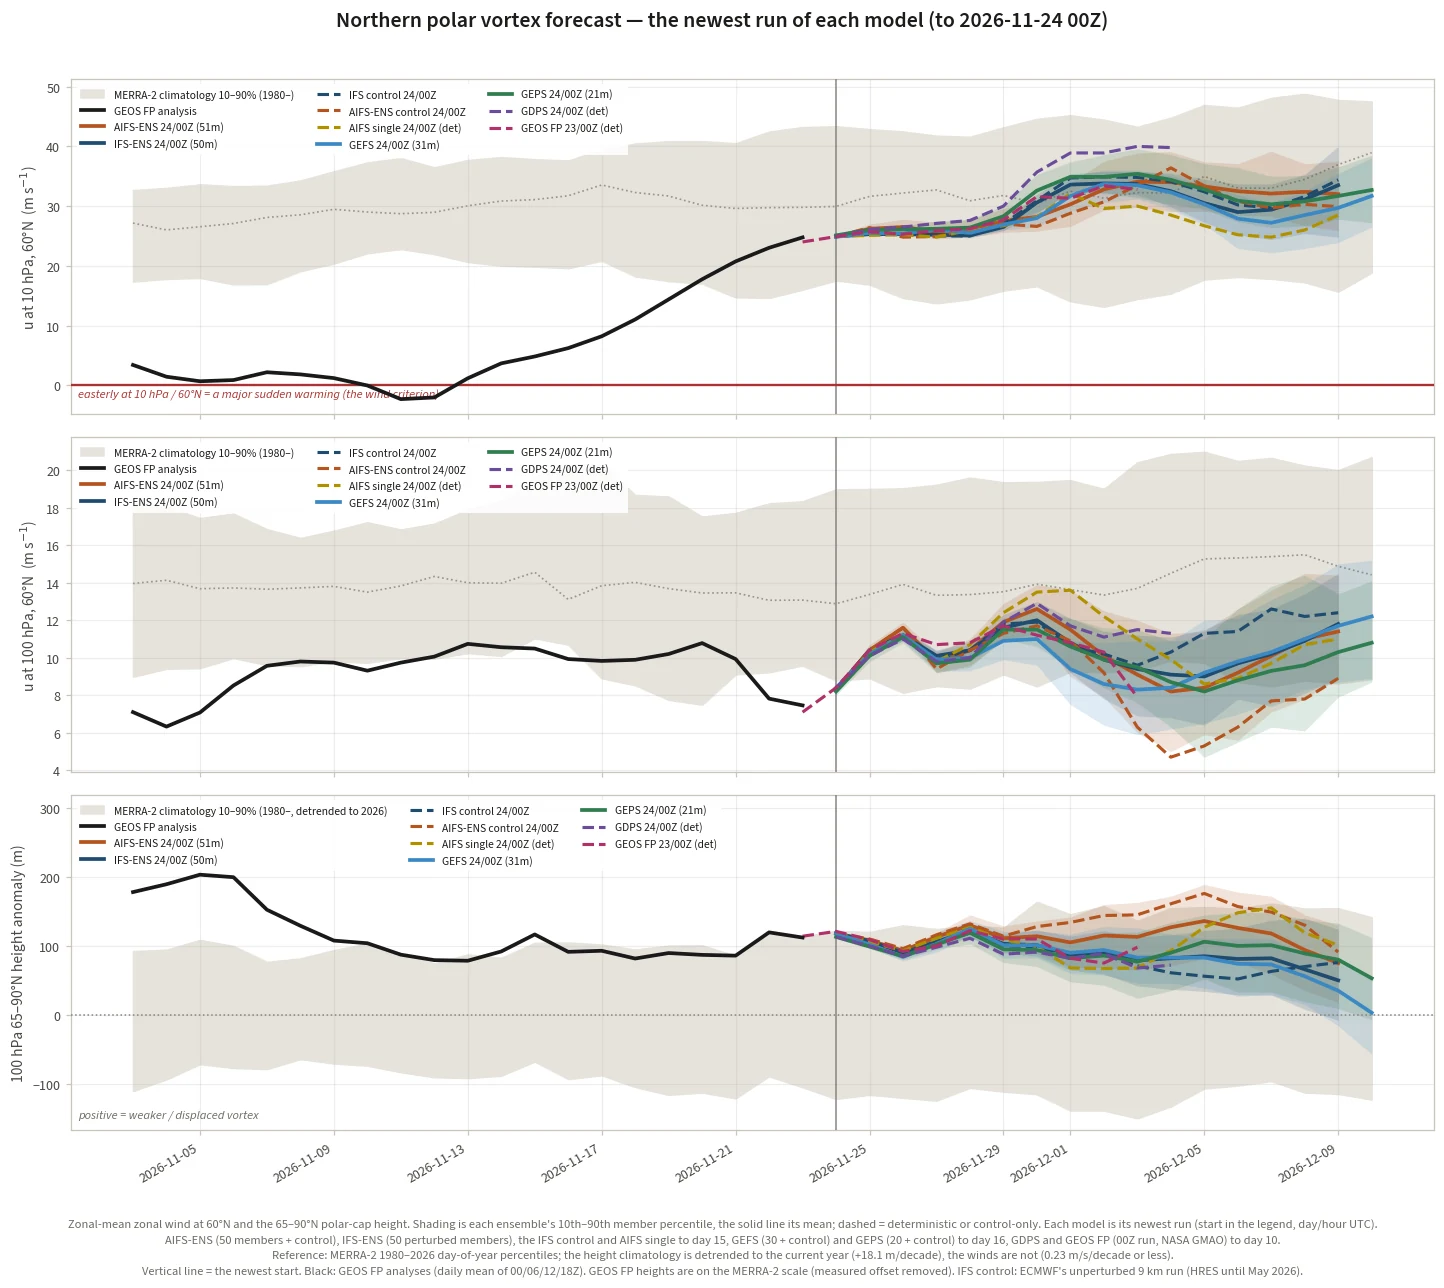 Northern polar vortex forecast — the newest run of each model (to 2026-11-24 00Z)
u at 10 hPa, 60°N (m s⁻¹)
50
40
30
20
10
0
MERRA-2 climatology 10–90% (1980–)
GEOS FP analysis
AIFS-ENS 24/00Z (51m)
IFS-ENS 24/00Z (50m)
IFS control 24/00Z
AIFS-ENS control 24/00Z
AIFS single 24/00Z (det)
GEFS 24/00Z (31m)
GEPS 24/00Z (21m)
GDPS 24/00Z (det)
GEOS FP 23/00Z (det)
easterly at 10 hPa / 60°N = a major sudden warming (the wind criterion)
u at 100 hPa, 60°N (m s⁻¹)
20
18
16
14
12
10
8
6
4
MERRA-2 climatology 10–90% (1980–)
GEOS FP analysis
AIFS-ENS 24/00Z (51m)
IFS-ENS 24/00Z (50m)
IFS control 24/00Z
AIFS-ENS control 24/00Z
AIFS single 24/00Z (det)
GEFS 24/00Z (31m)
GEPS 24/00Z (21m)
GDPS 24/00Z (det)
GEOS FP 23/00Z (det)
100 hPa 65–90°N height anomaly (m)
300
200
100
0
−100
MERRA-2 climatology 10–90% (1980–, detrended to 2026)
GEOS FP analysis
AIFS-ENS 24/00Z (51m)
IFS-ENS 24/00Z (50m)
IFS control 24/00Z
AIFS-ENS control 24/00Z
AIFS single 24/00Z (det)
GEFS 24/00Z (31m)
GEPS 24/00Z (21m)
GDPS 24/00Z (det)
GEOS FP 23/00Z (det)
positive = weaker / displaced vortex
2026-11-05
2026-11-09
2026-11-13
2026-11-17
2026-11-21
2026-11-25
2026-11-29
2026-12-01
2026-12-05
2026-12-09
Zonal-mean zonal wind at 60°N and the 65–90°N polar-cap height. Shading is each ensemble's 10th–90th member percentile, the solid line its mean; dashed = deterministic or control-only. Each model is its newest run (start in the legend, day/hour UTC).
AIFS-ENS (50 members + control), IFS-ENS (50 perturbed members), the IFS control and AIFS single to day 15, GEFS (30 + control) and GEPS (20 + control) to day 16, GDPS and GEOS FP (00Z run, NASA GMAO) to day 10.
Reference: MERRA-2 1980–2026 day-of-year percentiles; the height climatology is detrended to the current year (+18.1 m/decade), the winds are not (0.23 m/s/decade or less).
Vertical line = the newest start. Black: GEOS FP analyses (daily mean of 00/06/12/18Z). GEOS FP heights are on the MERRA-2 scale (measured offset removed). IFS control: ECMWF's unperturbed 9 km run (HRES until May 2026).